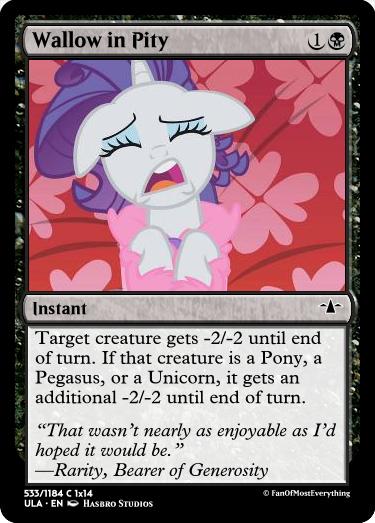 Wallow in Pity 1
Instant
Target creature gets -2/-2 until end
of turn. If that creature is a Pony, a
Pegasus, or a Unicorn, it gets an
additional -2/-2 until end of turn.
“That wasn’t nearly as enjoyable as I’d
hoped it would be.”
—Rarity, Bearer of Generosity
533/1184 C 1x14 © FanOfMostEverything
ULA • EN Hasbro Studios